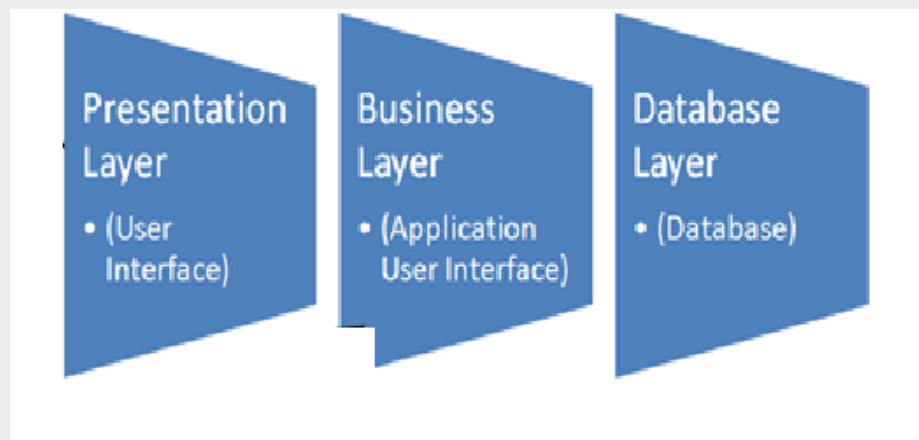 Presentation
Layer
• (User
Interface)
Business
Layer
• (Application
User Interface)
Database
Layer
• (Database)